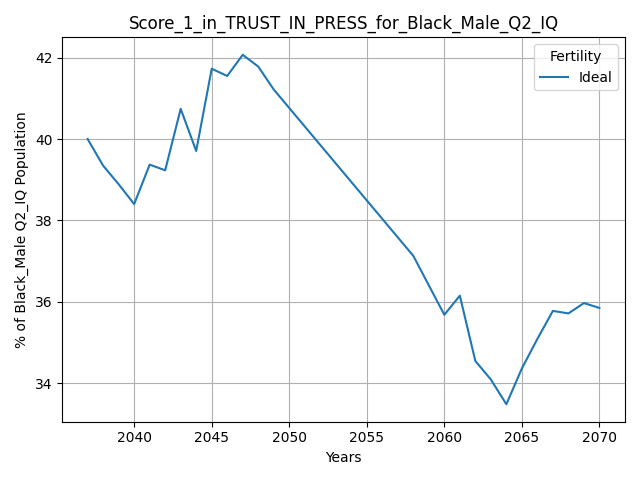 Score_1_in_TRUST_IN_PRESS_for_Black_Male_Q2_IQ
Fertility
Ideal
% of Black_Male Q2_IQ Population
42
40
38
36
34
2040
2045
2050
2055
2060
2065
2070
Years